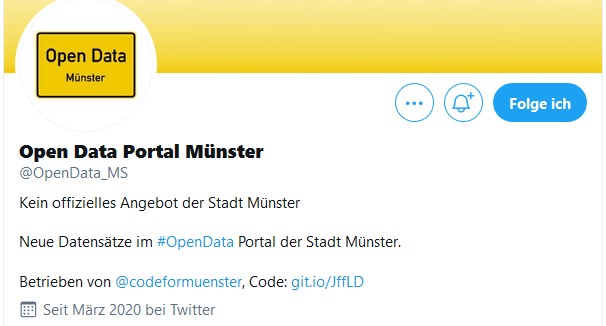 Open Data
Münster
Folge ich
Open Data Portal Münster
@OpenData_MS
Kein offizielles Angebot der Stadt Münster
Neue Datensätze im #OpenData Portal der Stadt Münster.
Betrieben von @codeformuenster, Code: git.io/JffLD
Seit März 2020 bei Twitter